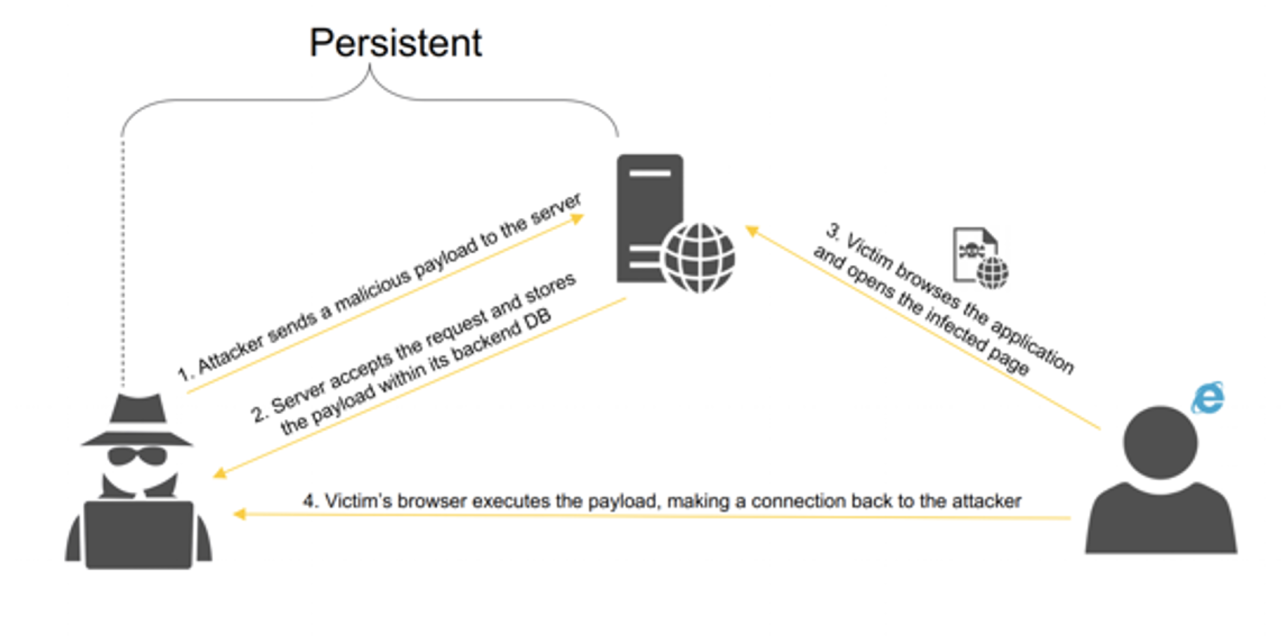 Persistent
1. Attacker sends a malicious payload to the server
2. Server accepts the request and stores
the payload within its backend DB
3. Victim browses the application
and opens the infected page
4. Victim's browser executes the payload, making a connection back to the attacker